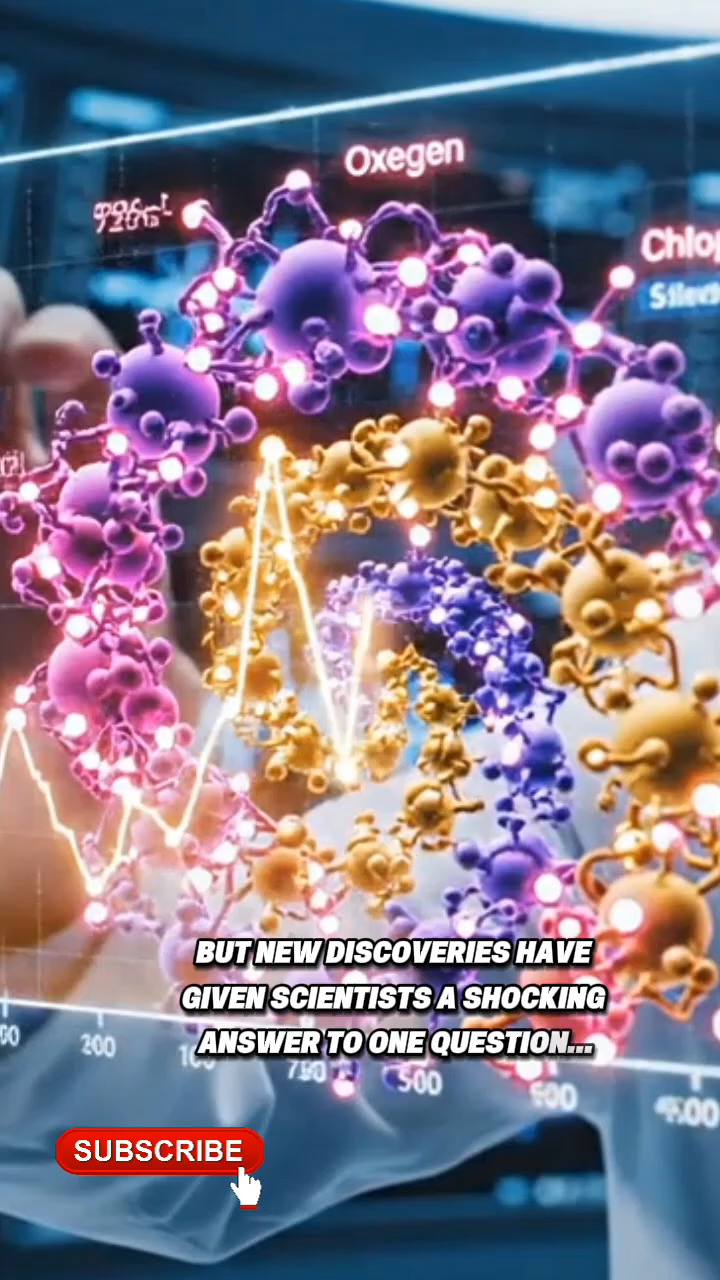 Oxegen
Chlo
BUT NEW DISCOVERIES HAVE
GIVEN SCIENTISTS A SHOCKING
ANSWER TO ONE QUESTION...
200
500
SUBSCRIBE